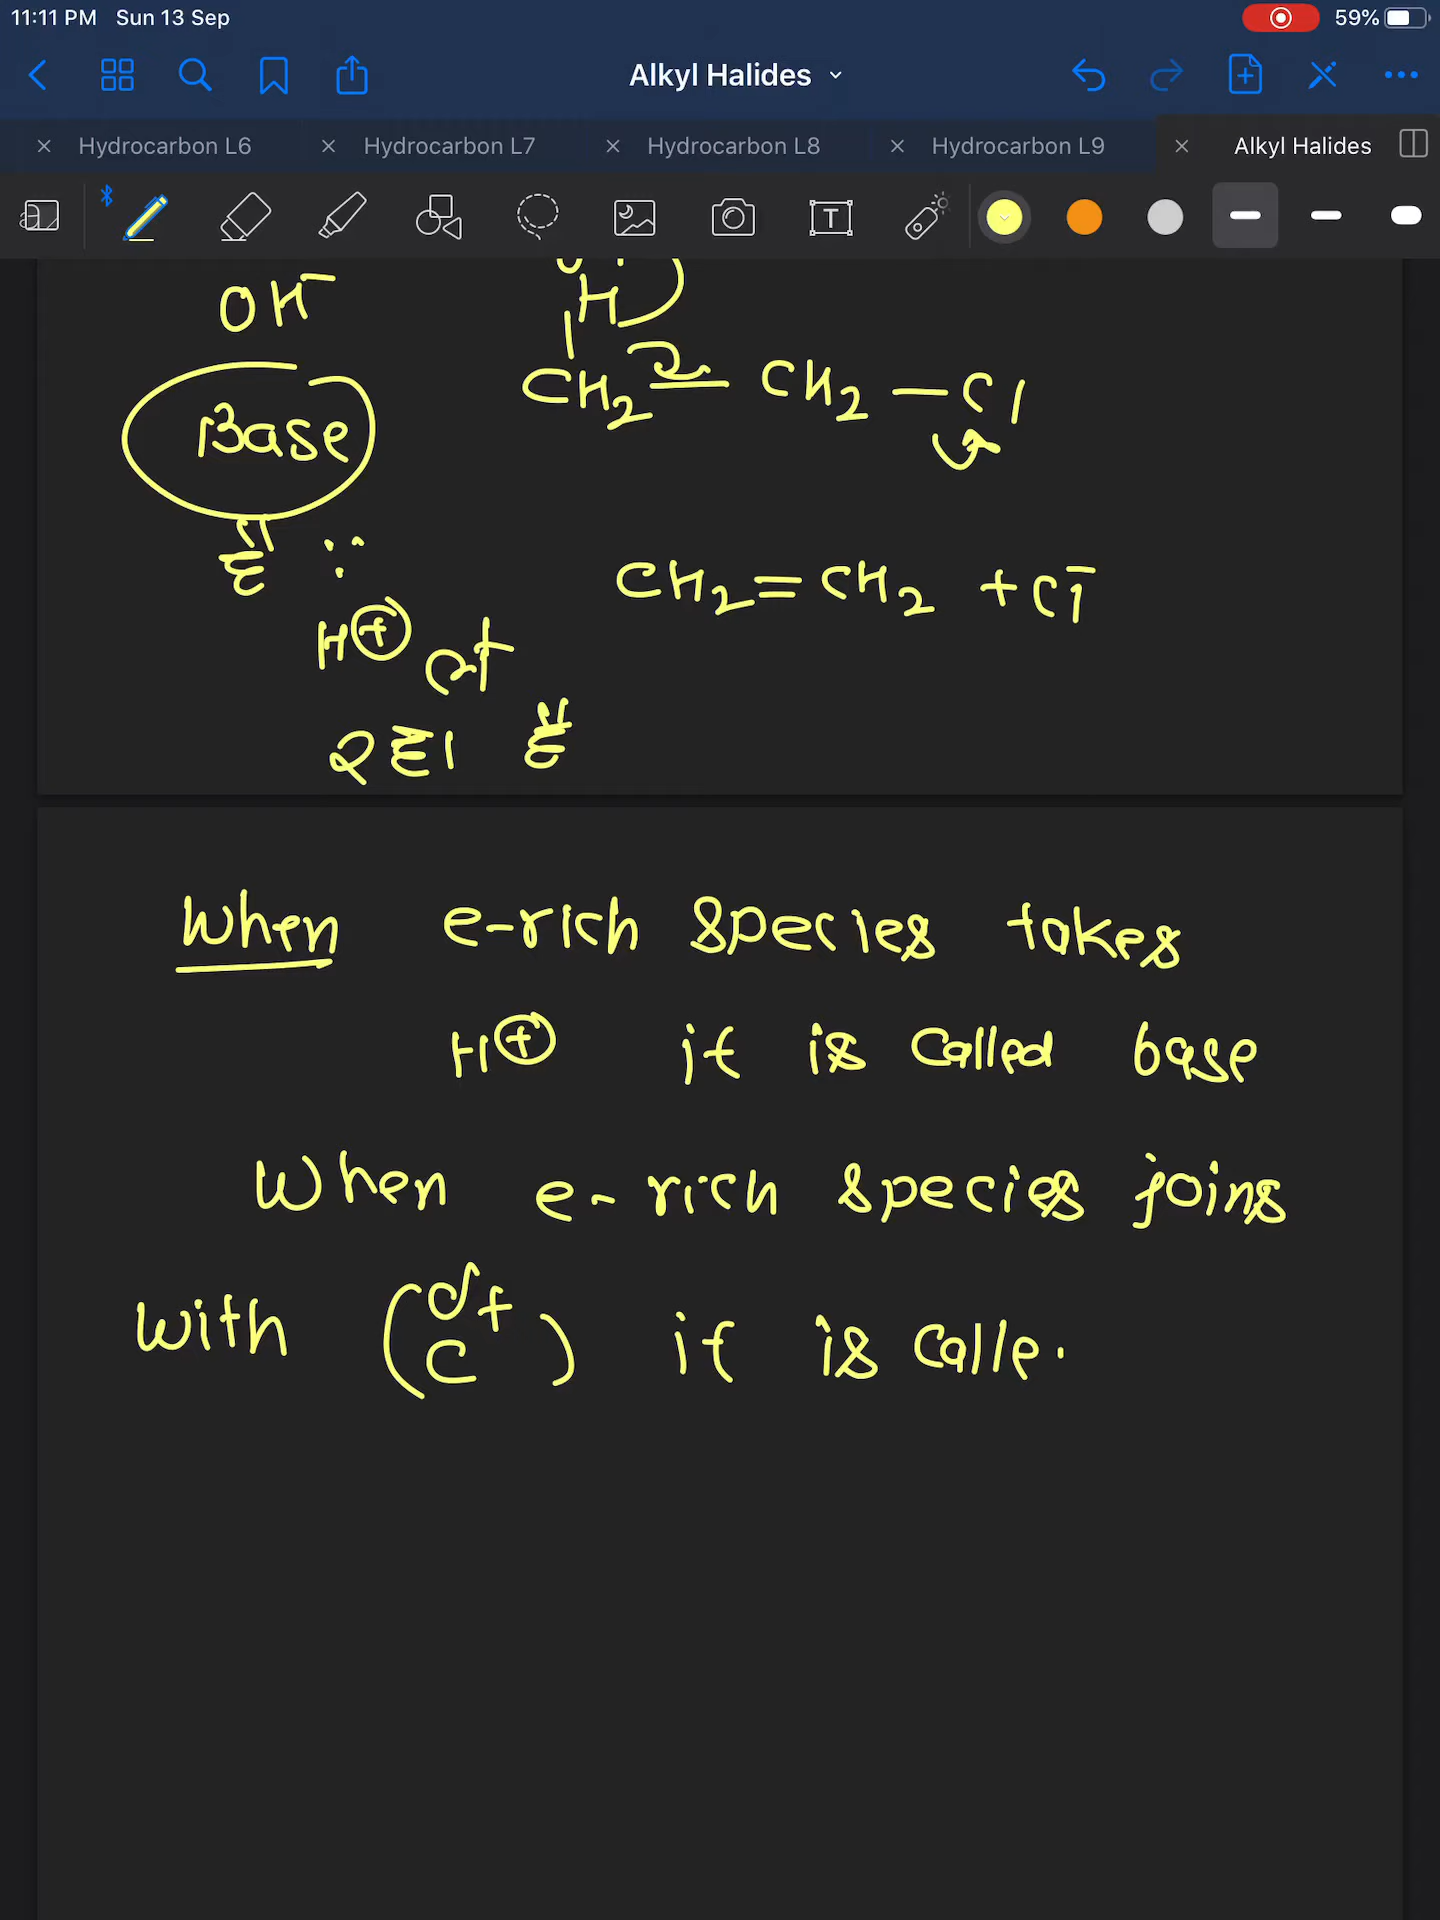 11:11 PM Sun 13 Sep 59%
Alkyl Halides
Hydrocarbon L6 Hydrocarbon L7 Hydrocarbon L8 Hydrocarbon L9 Alkyl Halides
OH⁻ H
CH₂ CH₂ — Cl
Base
है
CH₂ = CH₂ + Cl⁻
H⊕ को
ले रहा है
When e-rich species takes
H⊕ it is called base
When e-rich species joins
with (C^δ+) it is calle